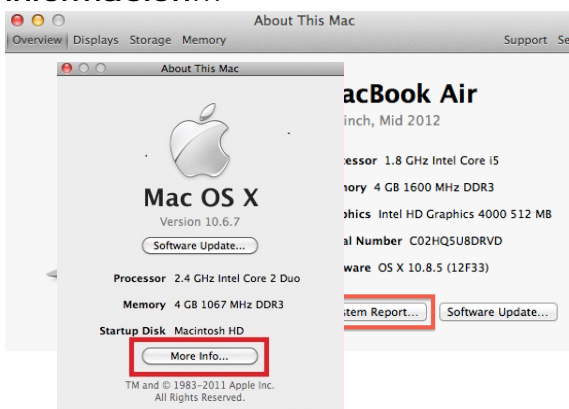 About This Mac
Overview Displays Storage Memory Support
About This Mac
acBook Air
inch, Mid 2012
Mac OS X
Version 10.6.7
Software Update...
Processor 2.4 GHz Intel Core 2 Duo
Memory 4 GB 1067 MHz DDR3
Startup Disk Macintosh HD
More Info...
TM and © 1983–2011 Apple Inc.
All Rights Reserved.
essor 1.8 GHz Intel Core i5
ory 4 GB 1600 MHz DDR3
phics Intel HD Graphics 4000 512 MB
al Number C02HQ5U8DRVD
ware OS X 10.8.5 (12F33)
stem Report... Software Update...